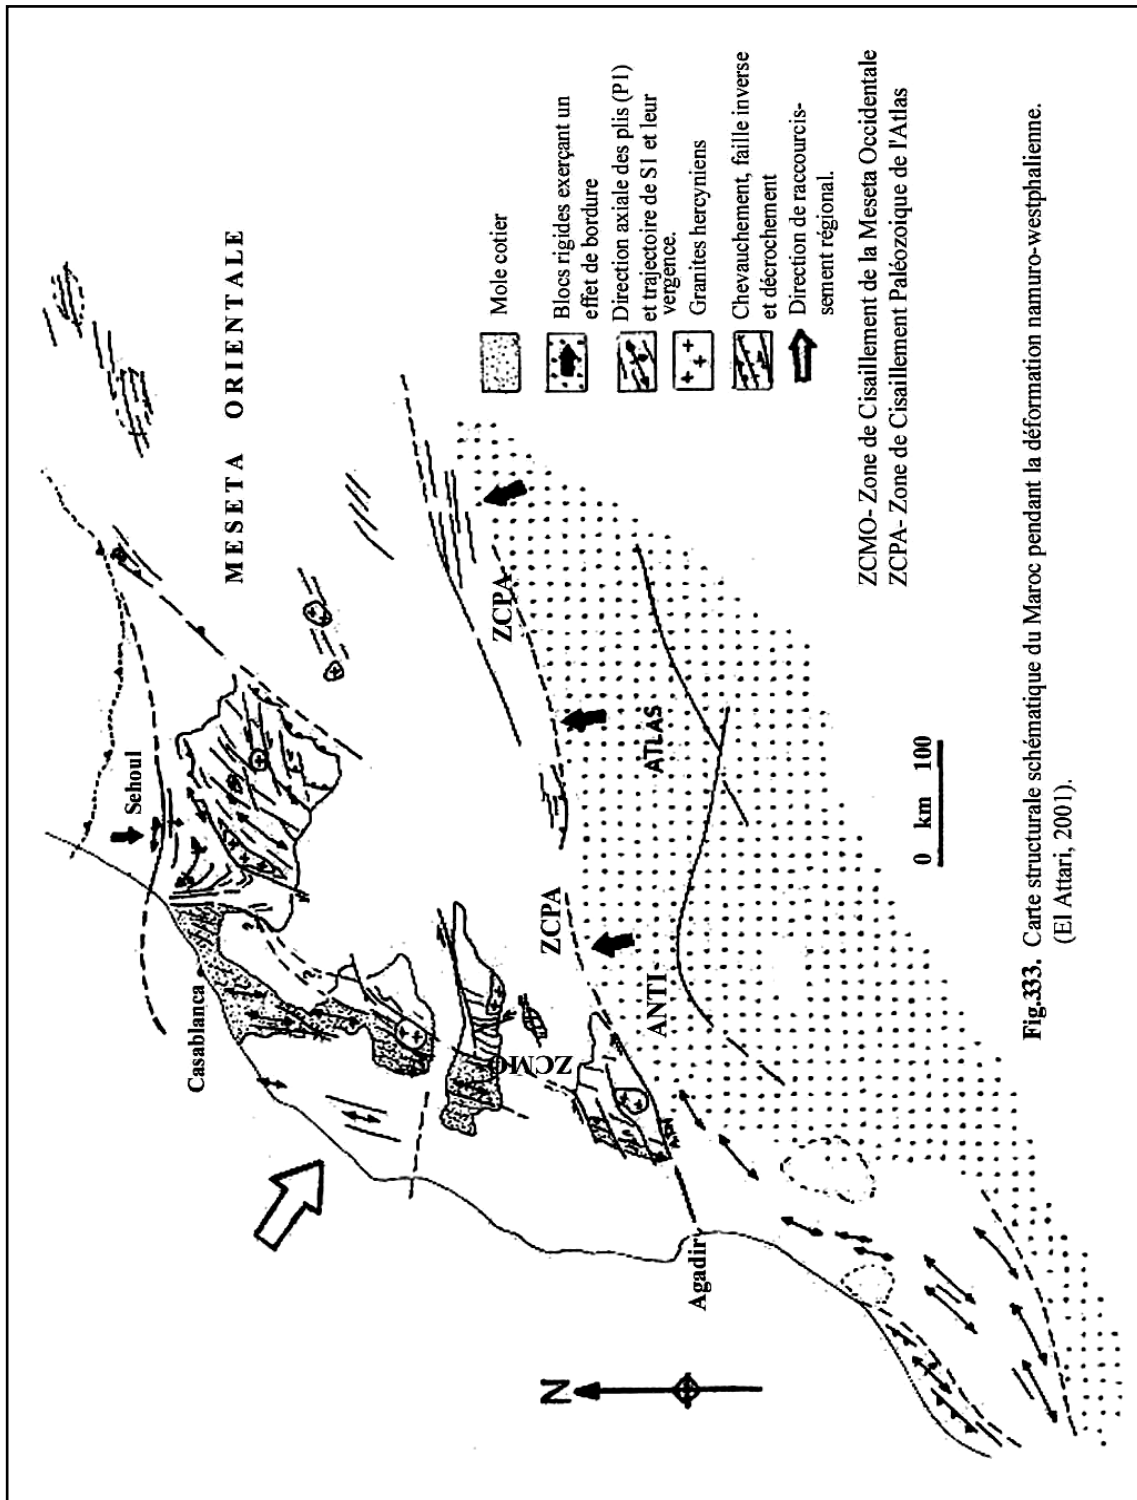 MESETA ORIENTALE
Sehoul
Casablanca
ZCMO
ZCPA
ZCPA
ANTI
ATLAS
Agadir
N
0 km 100
Mole cotier
Blocs rigides exerçant un
effet de bordure
Direction axiale des plis (P1)
et trajectoire de S1 et leur
vergence.
Granites hercyniens
Chevauchement, faille inverse
et décrochement
Direction de raccourcis-
sement régional.
ZCMO- Zone de Cisaillement de la Meseta Occidentale
ZCPA- Zone de Cisaillement Paléozoique de l'Atlas
Fig.333. Carte structurale schématique du Maroc pendant la déformation namuro-westphalienne.
(El Attari, 2001).